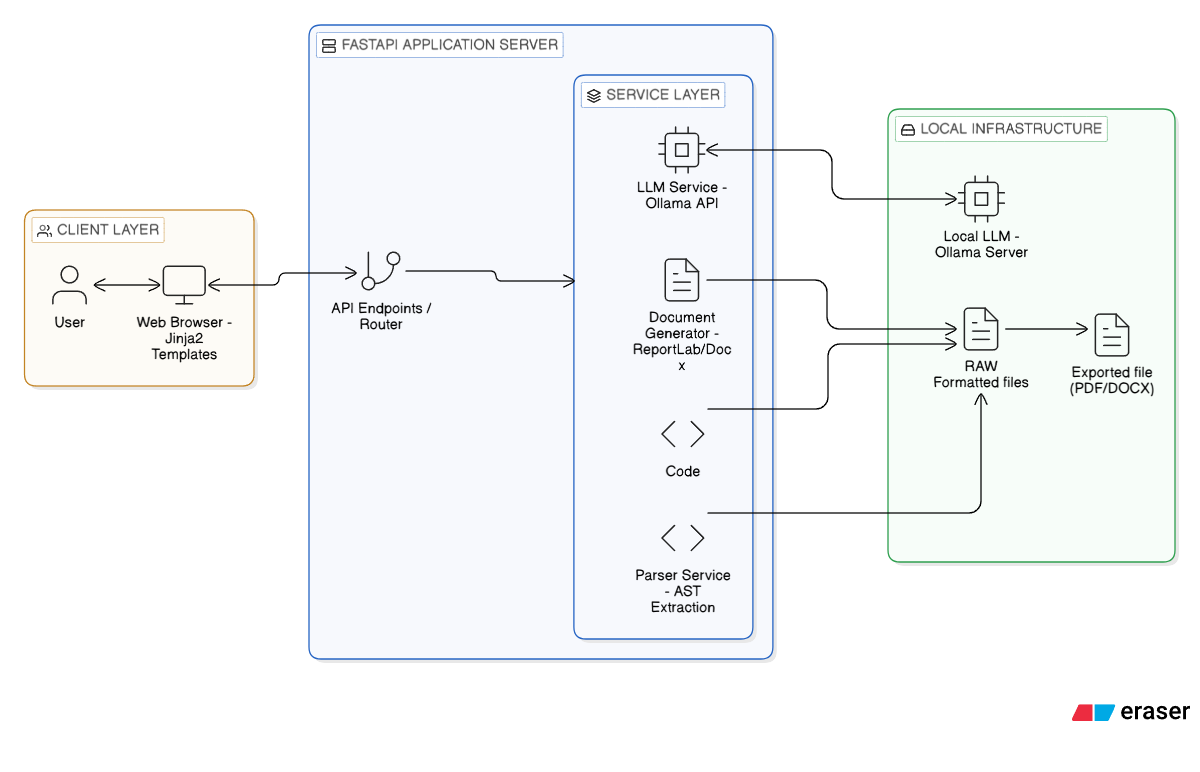 FASTAPI APPLICATION SERVER
SERVICE LAYER
LLM Service -
Ollama API
LOCAL INFRASTRUCTURE
Local LLM -
Ollama Server
CLIENT LAYER
User
Web Browser -
Jinja2
Templates
API Endpoints /
Router
Document
Generator -
ReportLab/Doc
x
RAW
Formatted files
Exported file
(PDF/DOCX)
Code
Parser Service
- AST
Extraction
eraser